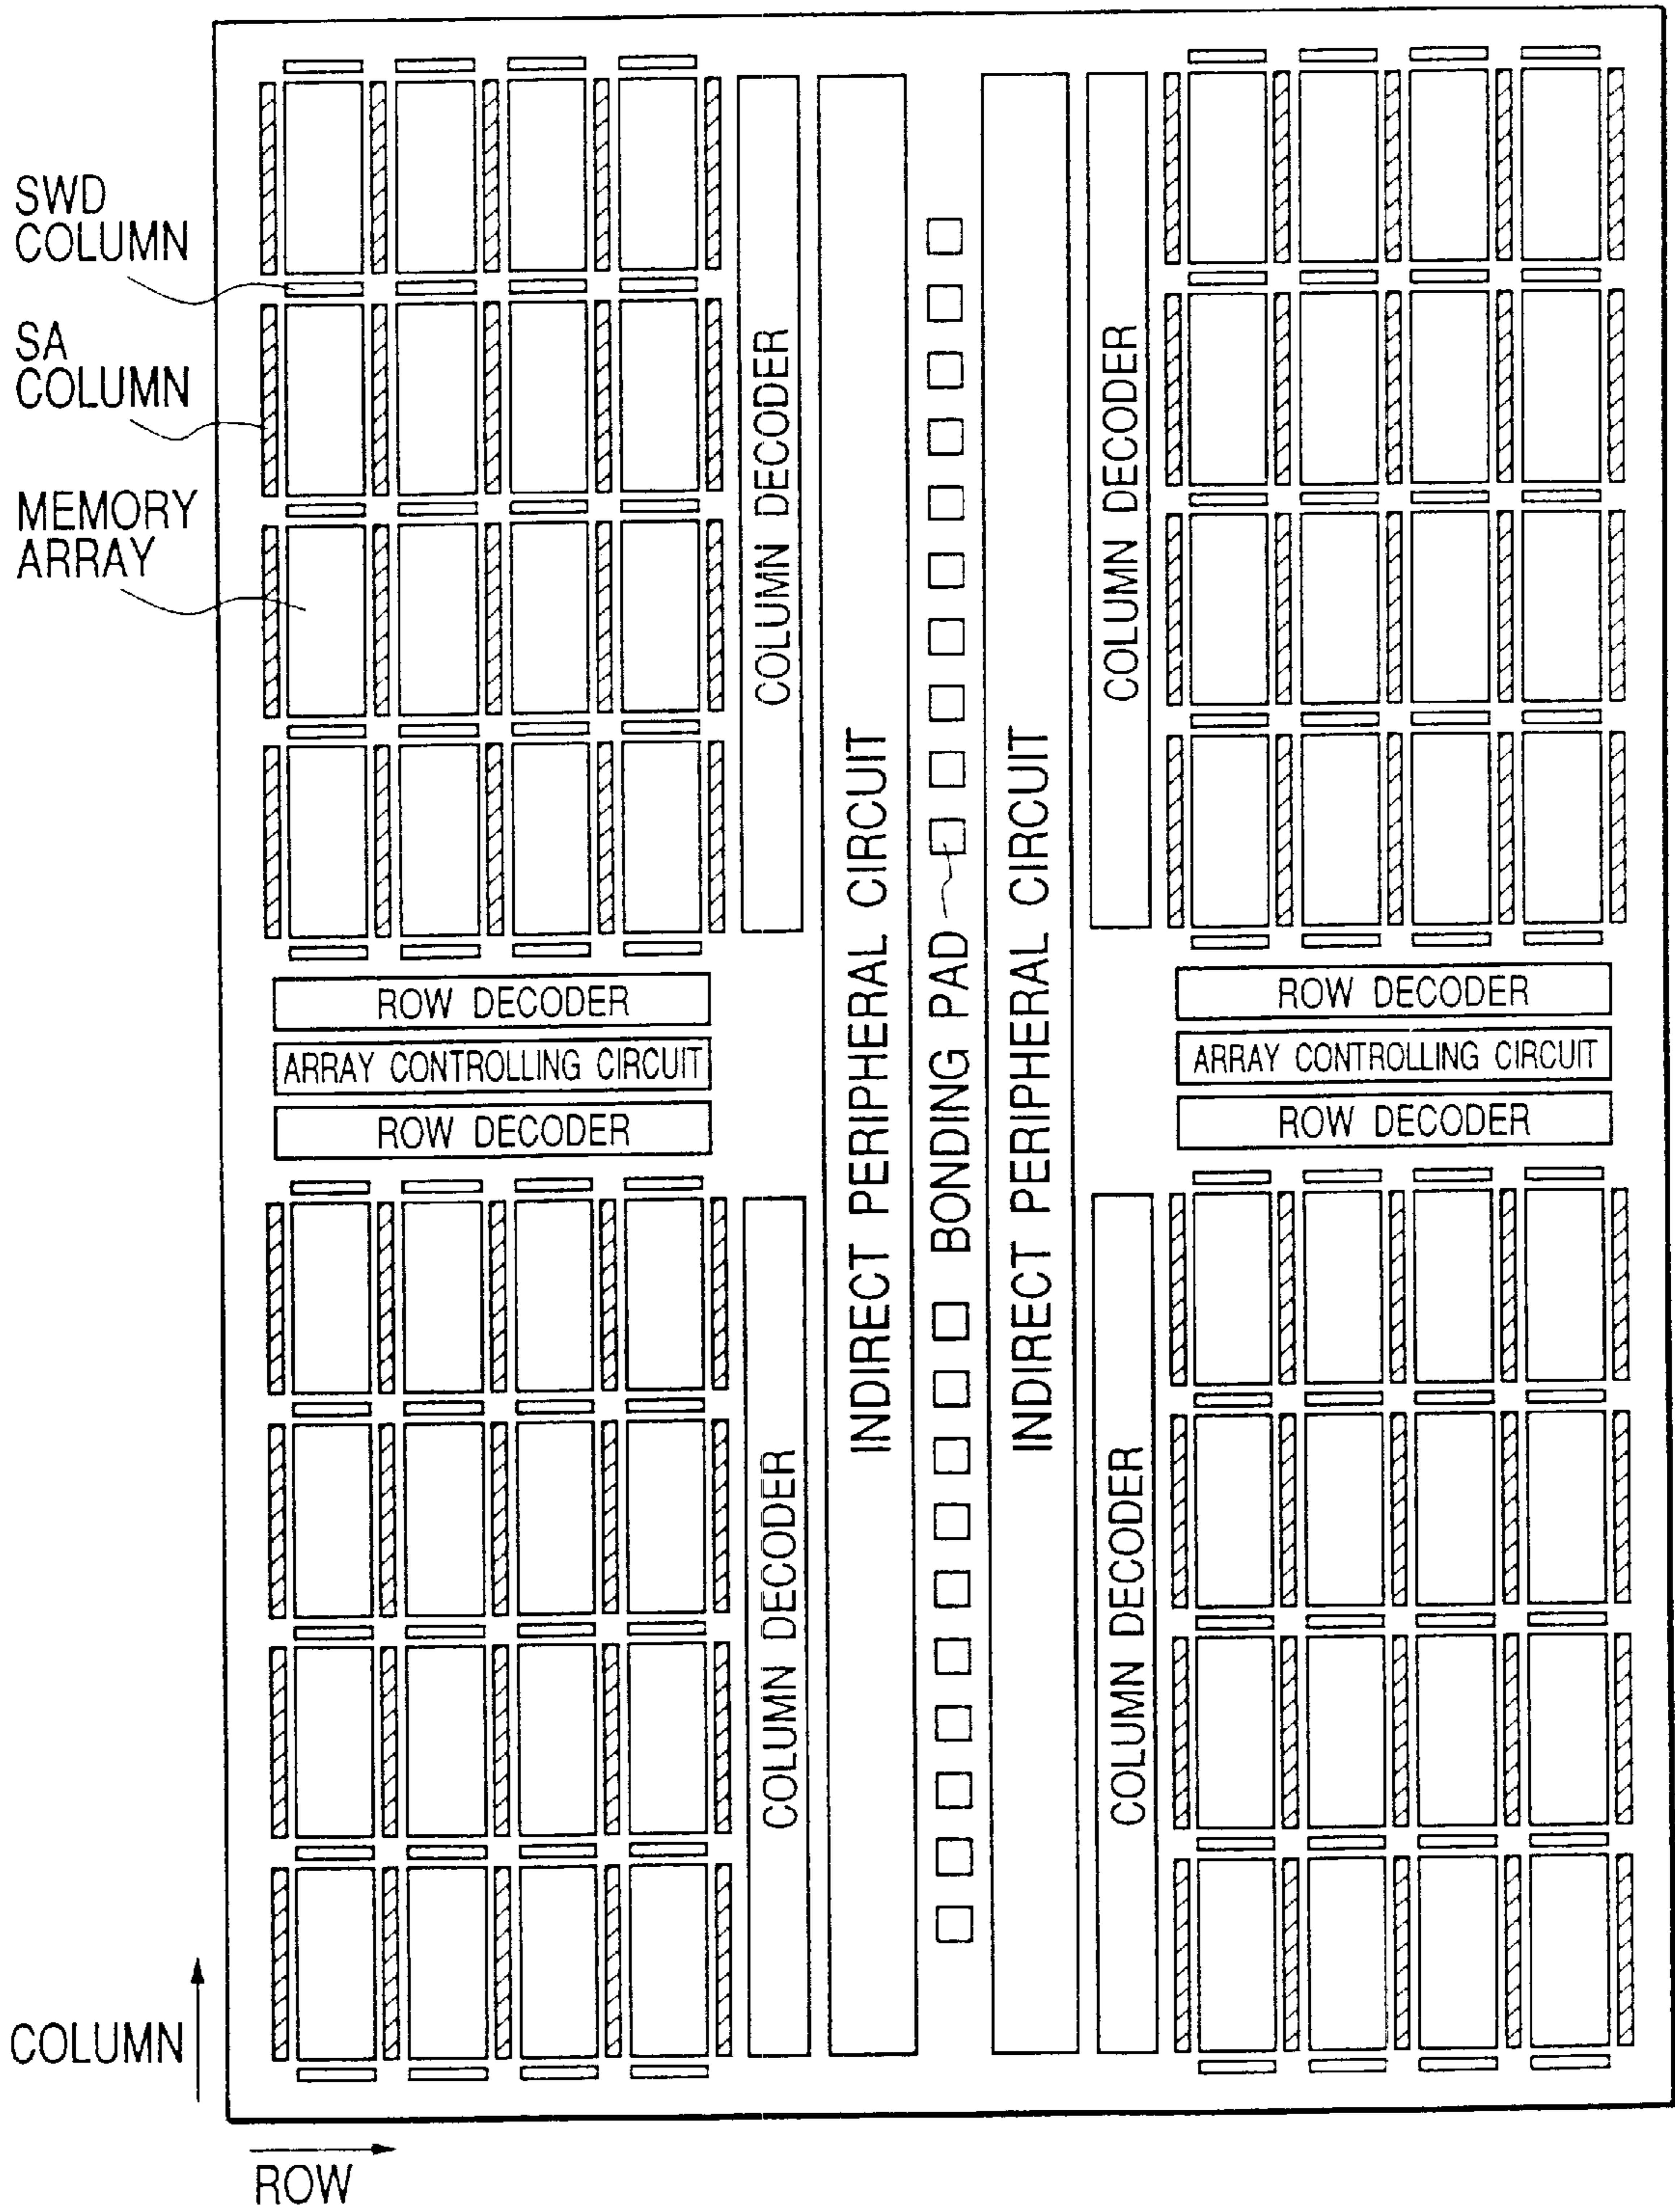 SWD
COLUMN
SA
COLUMN
MEMORY
ARRAY
COLUMN DECODER
COLUMN DECODER
INDIRECT PERIPHERAL CIRCUIT
BONDING PAD
INDIRECT PERIPHERAL CIRCUIT
ROW DECODER
ARRAY CONTROLLING CIRCUIT
ROW DECODER
ROW DECODER
ARRAY CONTROLLING CIRCUIT
ROW DECODER
COLUMN DECODER
COLUMN DECODER
COLUMN
ROW